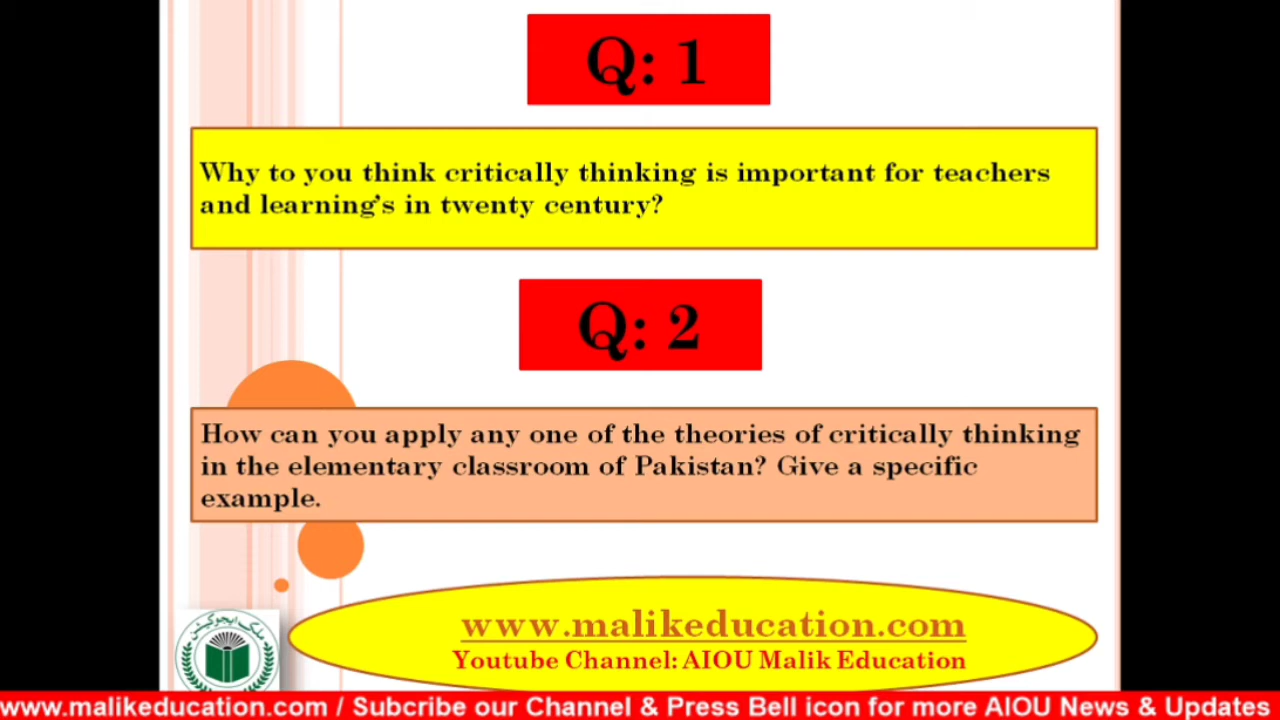 Q: 1
Why to you think critically thinking is important for teachers
and learning's in twenty century?
Q: 2
How can you apply any one of the theories of critically thinking
in the elementary classroom of Pakistan? Give a specific
example.
ملک ایجوکیشن
www.malikeducation.com
Youtube Channel: AIOU Malik Education
www.malikeducation.com / Subcribe our Channel & Press Bell icon for more AIOU News & Updates